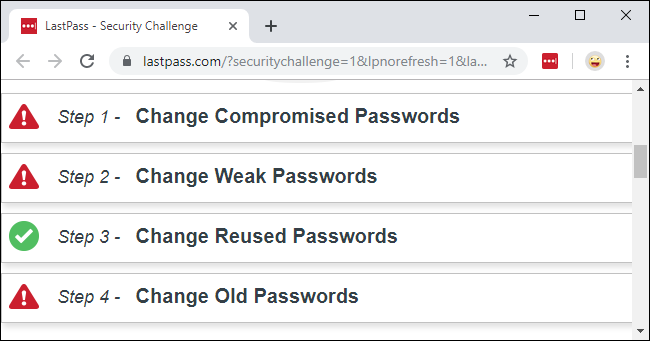 LastPass - Security Challenge
lastpass.com/?securitychallenge=1&lpnorefresh=1&la...
Step 1 - Change Compromised Passwords
Step 2 - Change Weak Passwords
Step 3 - Change Reused Passwords
Step 4 - Change Old Passwords